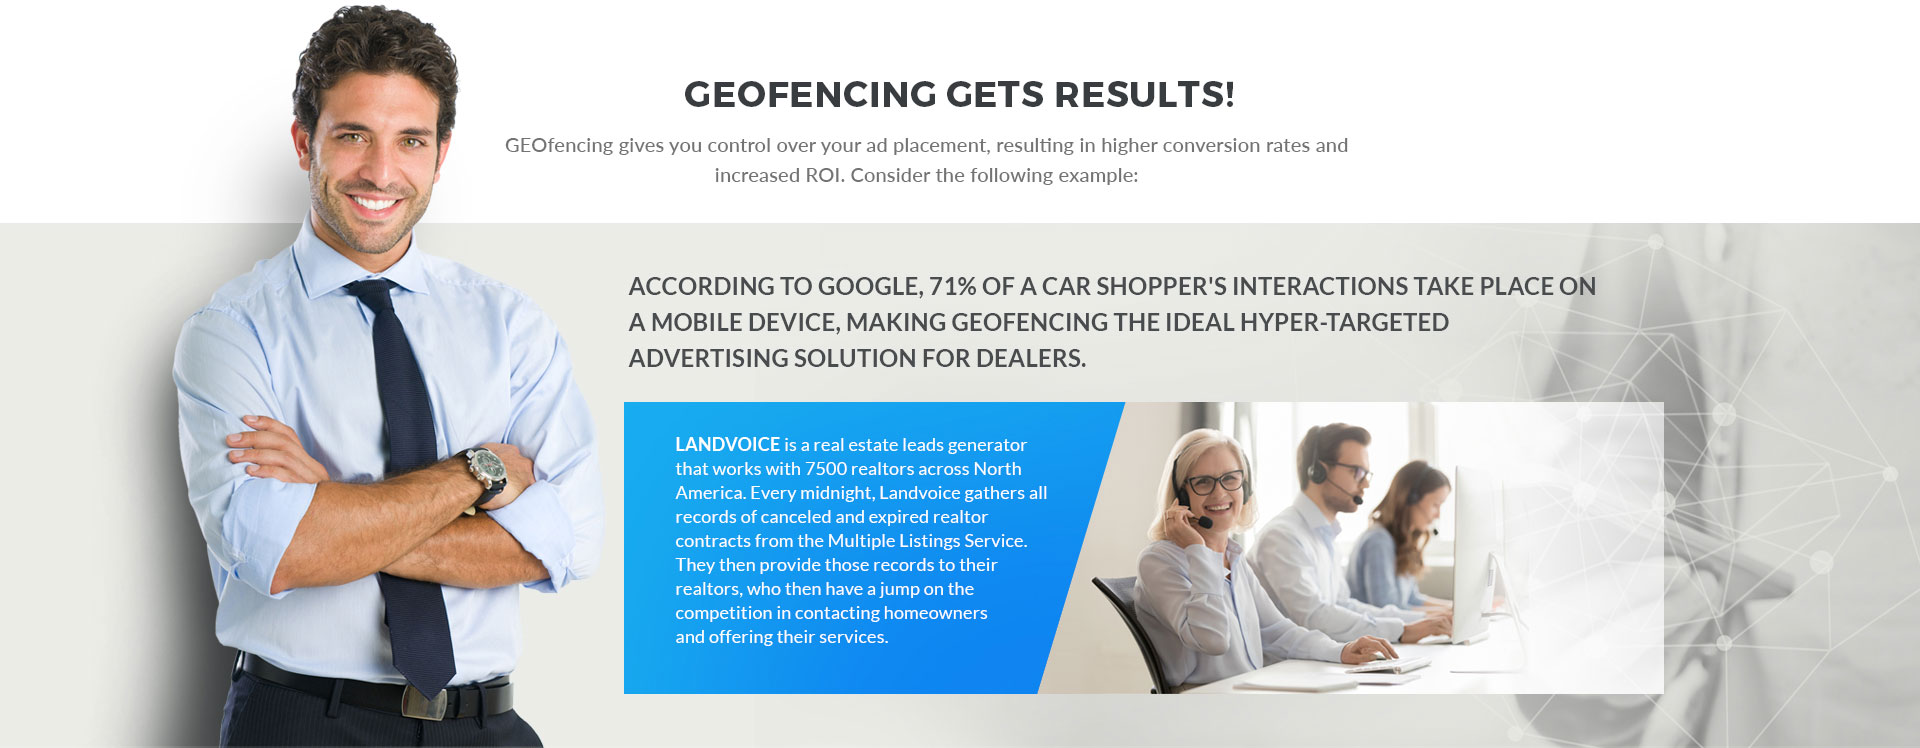 GEOFENCING GETS RESULTS!
GEOfencing gives you control over your ad placement, resulting in higher conversion rates and
increased ROI. Consider the following example:
ACCORDING TO GOOGLE, 71% OF A CAR SHOPPER'S INTERACTIONS TAKE PLACE ON
A MOBILE DEVICE, MAKING GEOFENCING THE IDEAL HYPER-TARGETED
ADVERTISING SOLUTION FOR DEALERS.
LANDVOICE is a real estate leads generator
that works with 7500 realtors across North
America. Every midnight, Landvoice gathers all
records of canceled and expired realtor
contracts from the Multiple Listings Service.
They then provide those records to their
realtors, who then have a jump on the
competition in contacting homeowners
and offering their services.